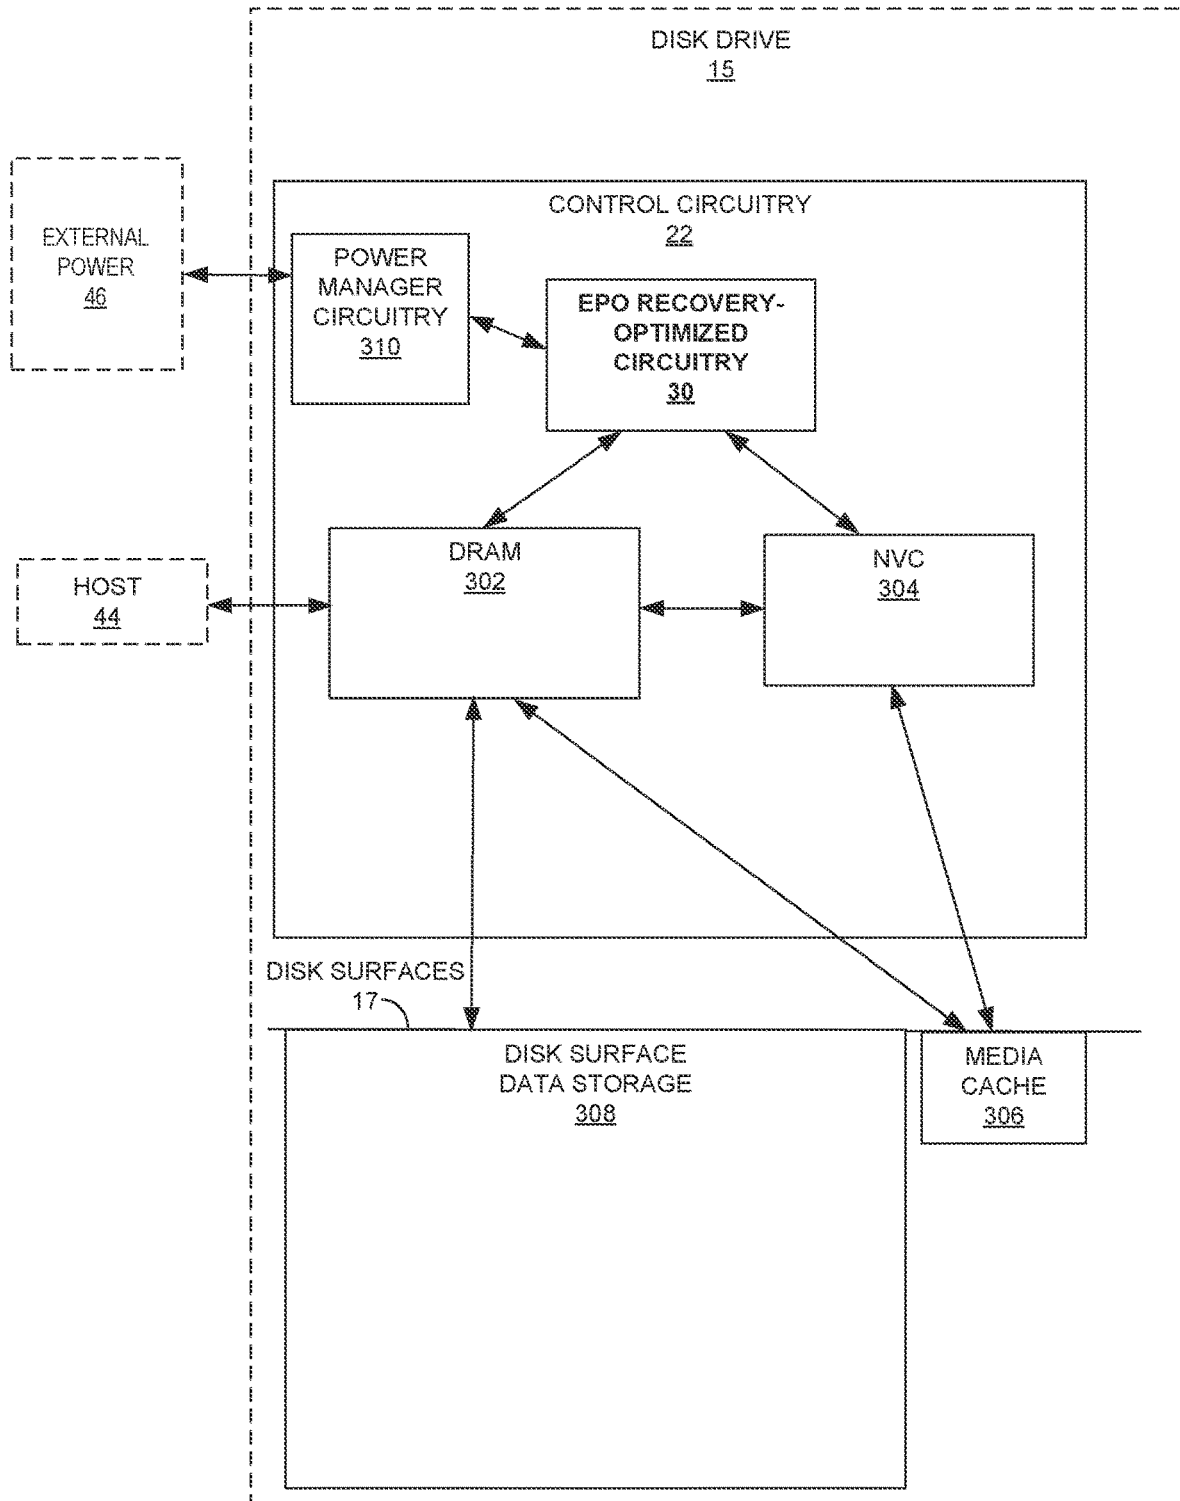 DISK DRIVE
15
CONTROL CIRCUITRY
22
EXTERNAL
POWER
46
POWER
MANAGER
CIRCUITRY
310
EPO RECOVERY-
OPTIMIZED
CIRCUITRY
30
DRAM
302
NVC
304
HOST
44
DISK SURFACES
17
DISK SURFACE
DATA STORAGE
308
MEDIA
CACHE
306